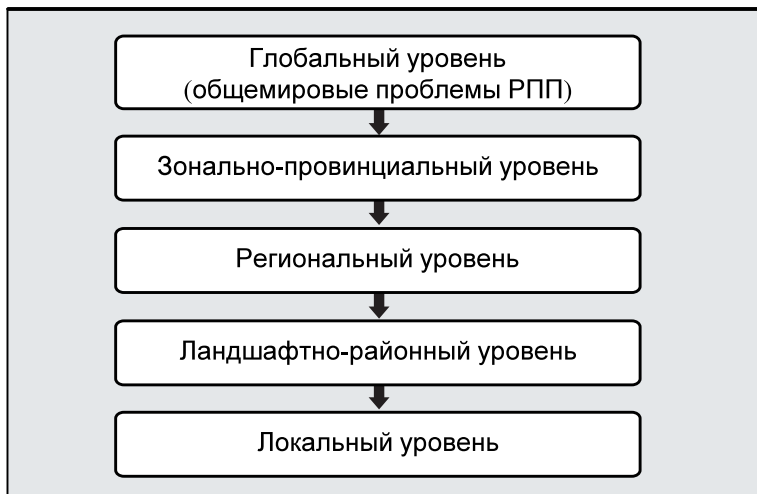 Глобальный уровень
(общемировые проблемы РПП)
Зонально-провинциальный уровень
Региональный уровень
Ландшафтно-районный уровень
Локальный уровень